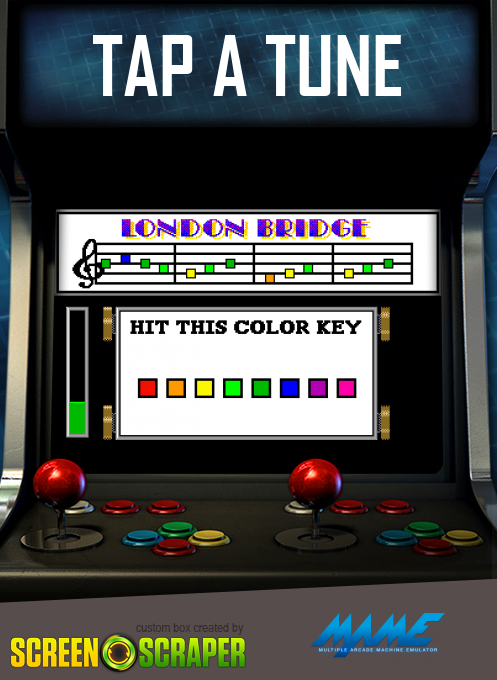 TAP A TUNE
LONDON BRIDGE
HIT THIS COLOR KEY
custom box created by
SCREEN SCRAPER
MAME
MULTIPLE ARCADE MACHINE EMULATOR